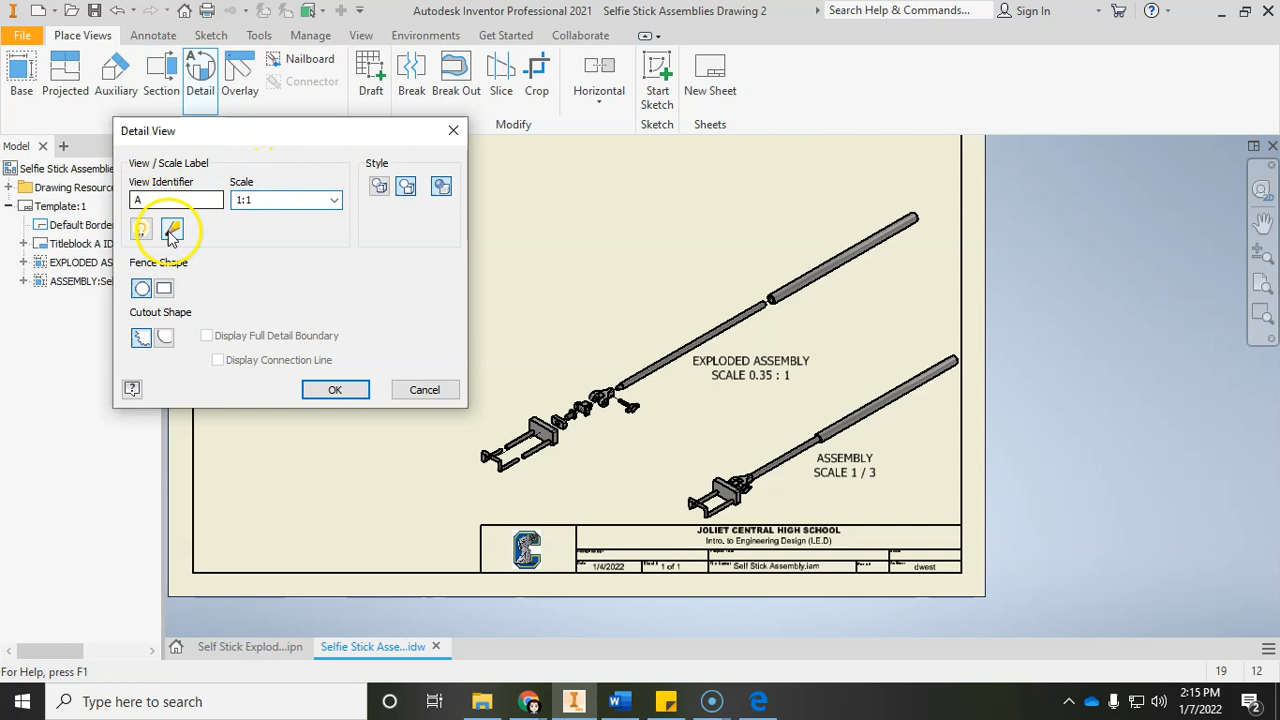 Autodesk Inventor Professional 2021   Selfie Stick Assemblies Drawing 2
Search Help & Commands...
Sign In
File
Place Views
Annotate
Sketch
Tools
Manage
View
Environments
Get Started
Collaborate
Base
Projected
Auxiliary
Section
Detail
Overlay
Nailboard
Connector
Draft
Break
Break Out
Slice
Crop
Horizontal
Start
Sketch
New Sheet
Modify
Sketch
Sheets
Model
Selfie Stick Assemblies
Drawing Resource
Template:1
Default Border
Titleblock A ID
EXPLODED AS
ASSEMBLY:Sel
Detail View
View / Scale Label
Style
View Identifier
Scale
A
1:1
Fence Shape
Cutout Shape
Display Full Detail Boundary
Display Connection Line
OK
Cancel
EXPLODED ASSEMBLY
SCALE 0.35 : 1
ASSEMBLY
SCALE 1 / 3
JOLIET CENTRAL HIGH SCHOOL
Intro. to Engineering Design (I.E.D)
Date
1/4/2022
1 of 1
Self Stick Assembly.iam
dwest
Self Stick Explod...ipn
Selfie Stick Asse...idw
For Help, press F1
19
12
Type here to search
2:15 PM
1/7/2022
2